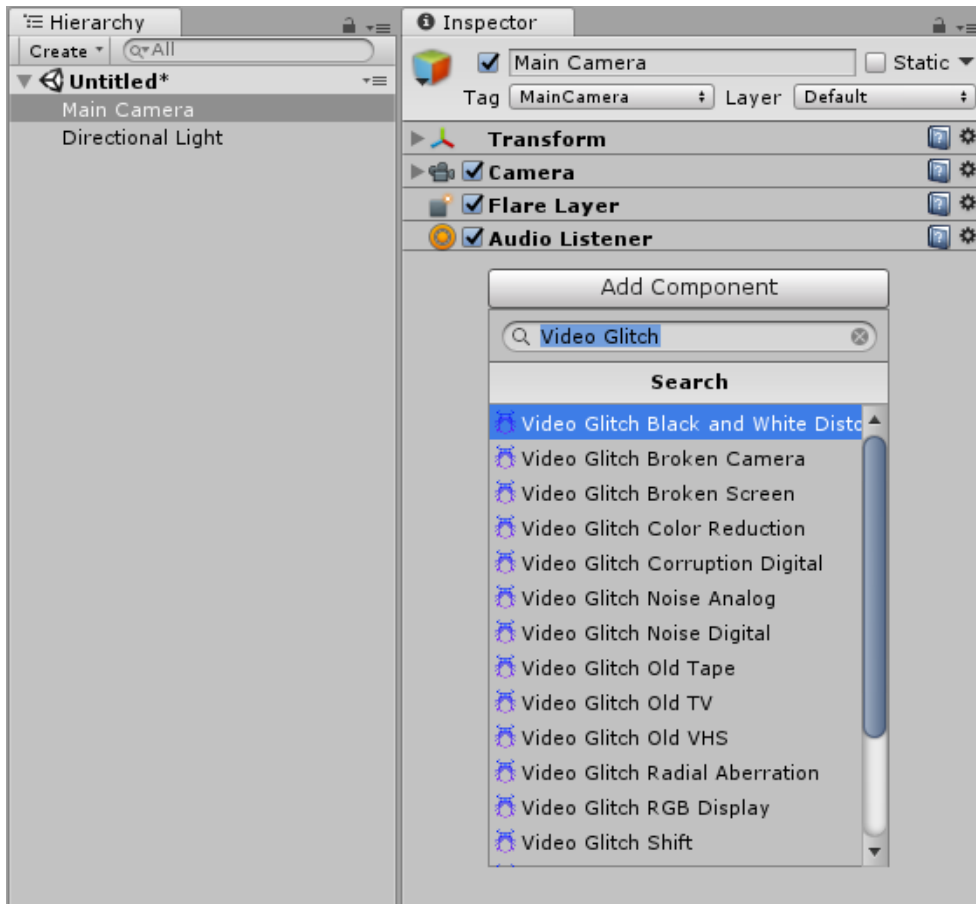 Hierarchy
Create
All
Untitled*
Main Camera
Directional Light
Inspector
Main Camera
Static
Tag MainCamera Layer Default
Transform
Camera
Flare Layer
Audio Listener
Add Component
Video Glitch
Search
Video Glitch Black and White Disto
Video Glitch Broken Camera
Video Glitch Broken Screen
Video Glitch Color Reduction
Video Glitch Corruption Digital
Video Glitch Noise Analog
Video Glitch Noise Digital
Video Glitch Old Tape
Video Glitch Old TV
Video Glitch Old VHS
Video Glitch Radial Aberration
Video Glitch RGB Display
Video Glitch Shift